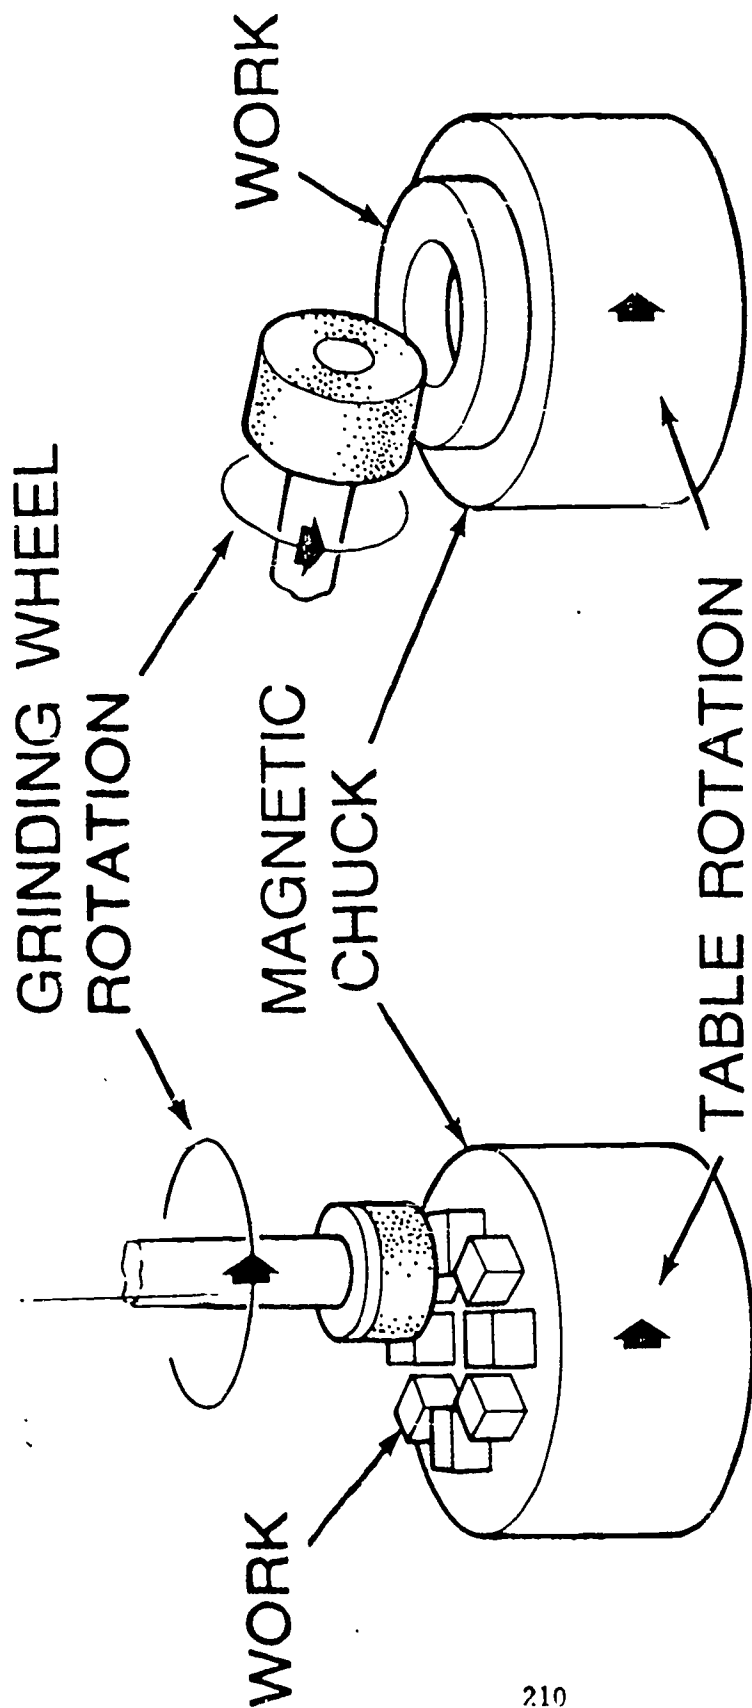 GRINDING WHEEL
ROTATION
WORK
WORK
MAGNETIC
CHUCK
TABLE ROTATION
210